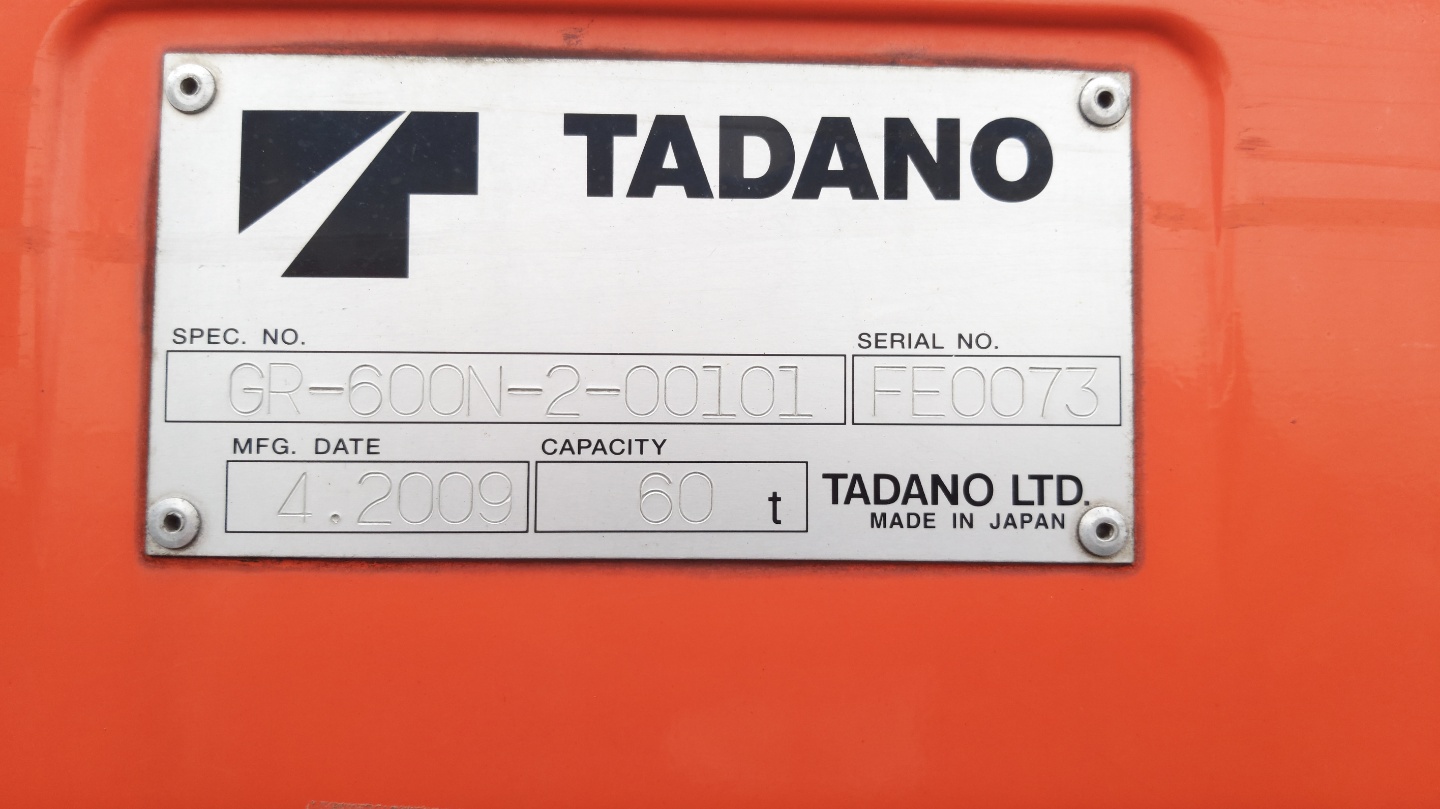 TADANO
SPEC. NO.
SERIAL NO.
GR-600N-2-00101
FE0073
MFG. DATE
CAPACITY
4.2009
60 t
TADANO LTD.
MADE IN JAPAN